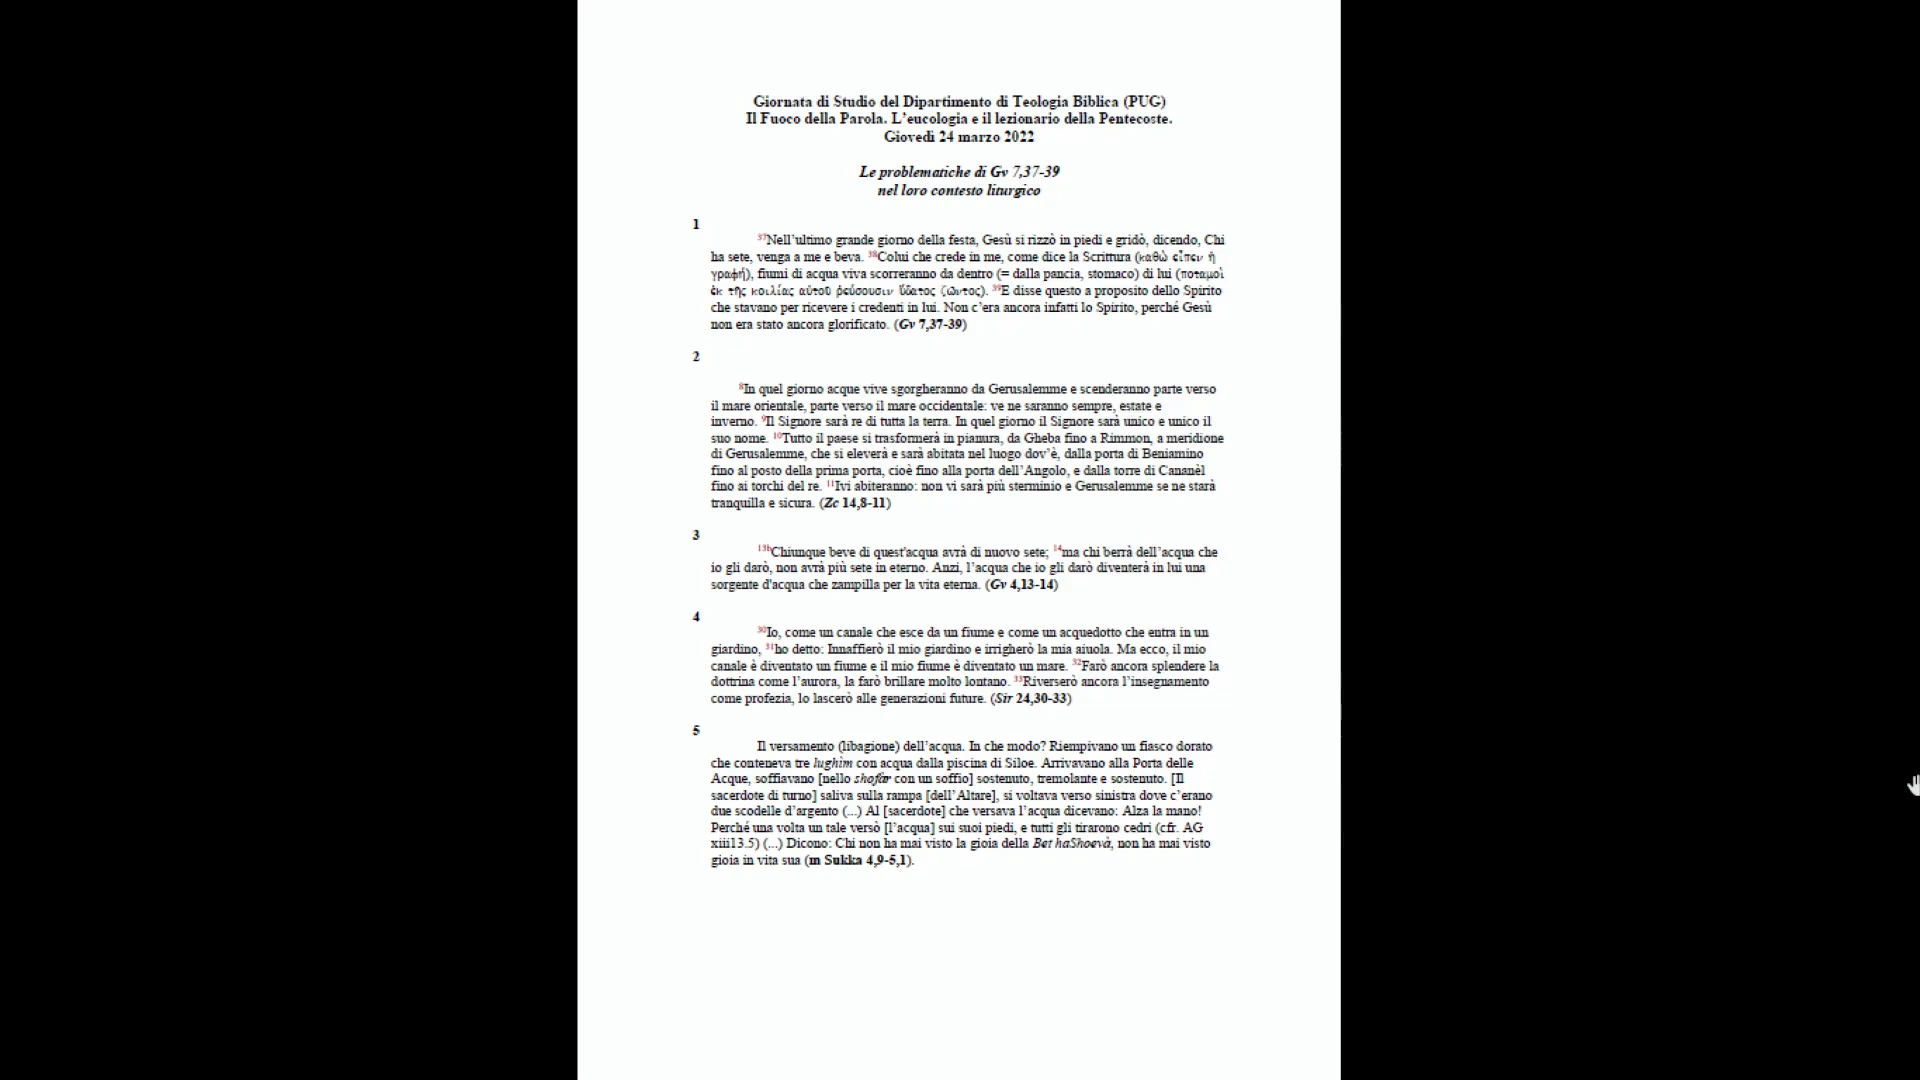 Giornata di Studio del Dipartimento di Teologia Biblica (PUG)
Il Fuoco della Parola. L’eucologia e il lezionario della Pentecoste.
Giovedì 24 marzo 2022
Le problematiche di Gv 7,37-39
nel loro contesto liturgico
1
37Nell’ultimo grande giorno della festa, Gesù si rizzò in piedi e gridò, dicendo, Chi
ha sete, venga a me e beva. 38Colui che crede in me, come dice la Scrittura (καθὼ εἶπεν ἡ
γραφή), fiumi di acqua viva scorreranno da dentro (= dalla pancia, stomaco) di lui (ποταμοὶ
ἐκ τῆς κοιλίας αὐτοῦ ῥεύσουσιν ὕδατος ζῶντος). 39E disse questo a proposito dello Spirito
che stavano per ricevere i credenti in lui. Non c’era ancora infatti lo Spirito, perché Gesù
non era stato ancora glorificato. (Gv 7,37-39)
2
8In quel giorno acque vive sgorgheranno da Gerusalemme e scenderanno parte verso
il mare orientale, parte verso il mare occidentale: ve ne saranno sempre, estate e
inverno. 9Il Signore sarà re di tutta la terra. In quel giorno il Signore sarà unico e unico il
suo nome. 10Tutto il paese si trasformerà in pianura, da Gheba fino a Rimmon, a meridione
di Gerusalemme, che si eleverà e sarà abitata nel luogo dov’è, dalla porta di Beniamino
fino al posto della prima porta, cioè fino alla porta dell’Angolo, e dalla torre di Cananèl
fino ai torchi del re. 11Ivi abiteranno: non vi sarà più sterminio e Gerusalemme se ne starà
tranquilla e sicura. (Zc 14,8-11)
3
13bChiunque beve di quest'acqua avrà di nuovo sete; 14ma chi berrà dell’acqua che
io gli darò, non avrà più sete in eterno. Anzi, l’acqua che io gli darò diventerà in lui una
sorgente d'acqua che zampilla per la vita eterna. (Gv 4,13-14)
4
30Io, come un canale che esce da un fiume e come un acquedotto che entra in un
giardino, 31ho detto: Innaffierò il mio giardino e irrigherò la mia aiuola. Ma ecco, il mio
canale è diventato un fiume e il mio fiume è diventato un mare. 32Farò ancora splendere la
dottrina come l’aurora, la farò brillare molto lontano. 33Riverserò ancora l’insegnamento
come profezia, lo lascerò alle generazioni future. (Sir 24,30-33)
5
Il versamento (libagione) dell’acqua. In che modo? Riempivano un fiasco dorato
che conteneva tre lughìm con acqua dalla piscina di Siloe. Arrivavano alla Porta delle
Acque, soffiavano [nello shofàr con un soffio] sostenuto, tremolante e sostenuto. [Il
sacerdote di turno] saliva sulla rampa [dell’Altare], si voltava verso sinistra dove c’erano
due scodelle d’argento (...) Al [sacerdote] che versava l’acqua dicevano: Alza la mano!
Perché una volta un tale versò [l’acqua] sui suoi piedi, e tutti gli tirarono cedri (cfr. AG
xiii13.5) (...) Dicono: Chi non ha mai visto la gioia della Bet haShoevà, non ha mai visto
gioia in vita sua (m Sukka 4,9-5,1).